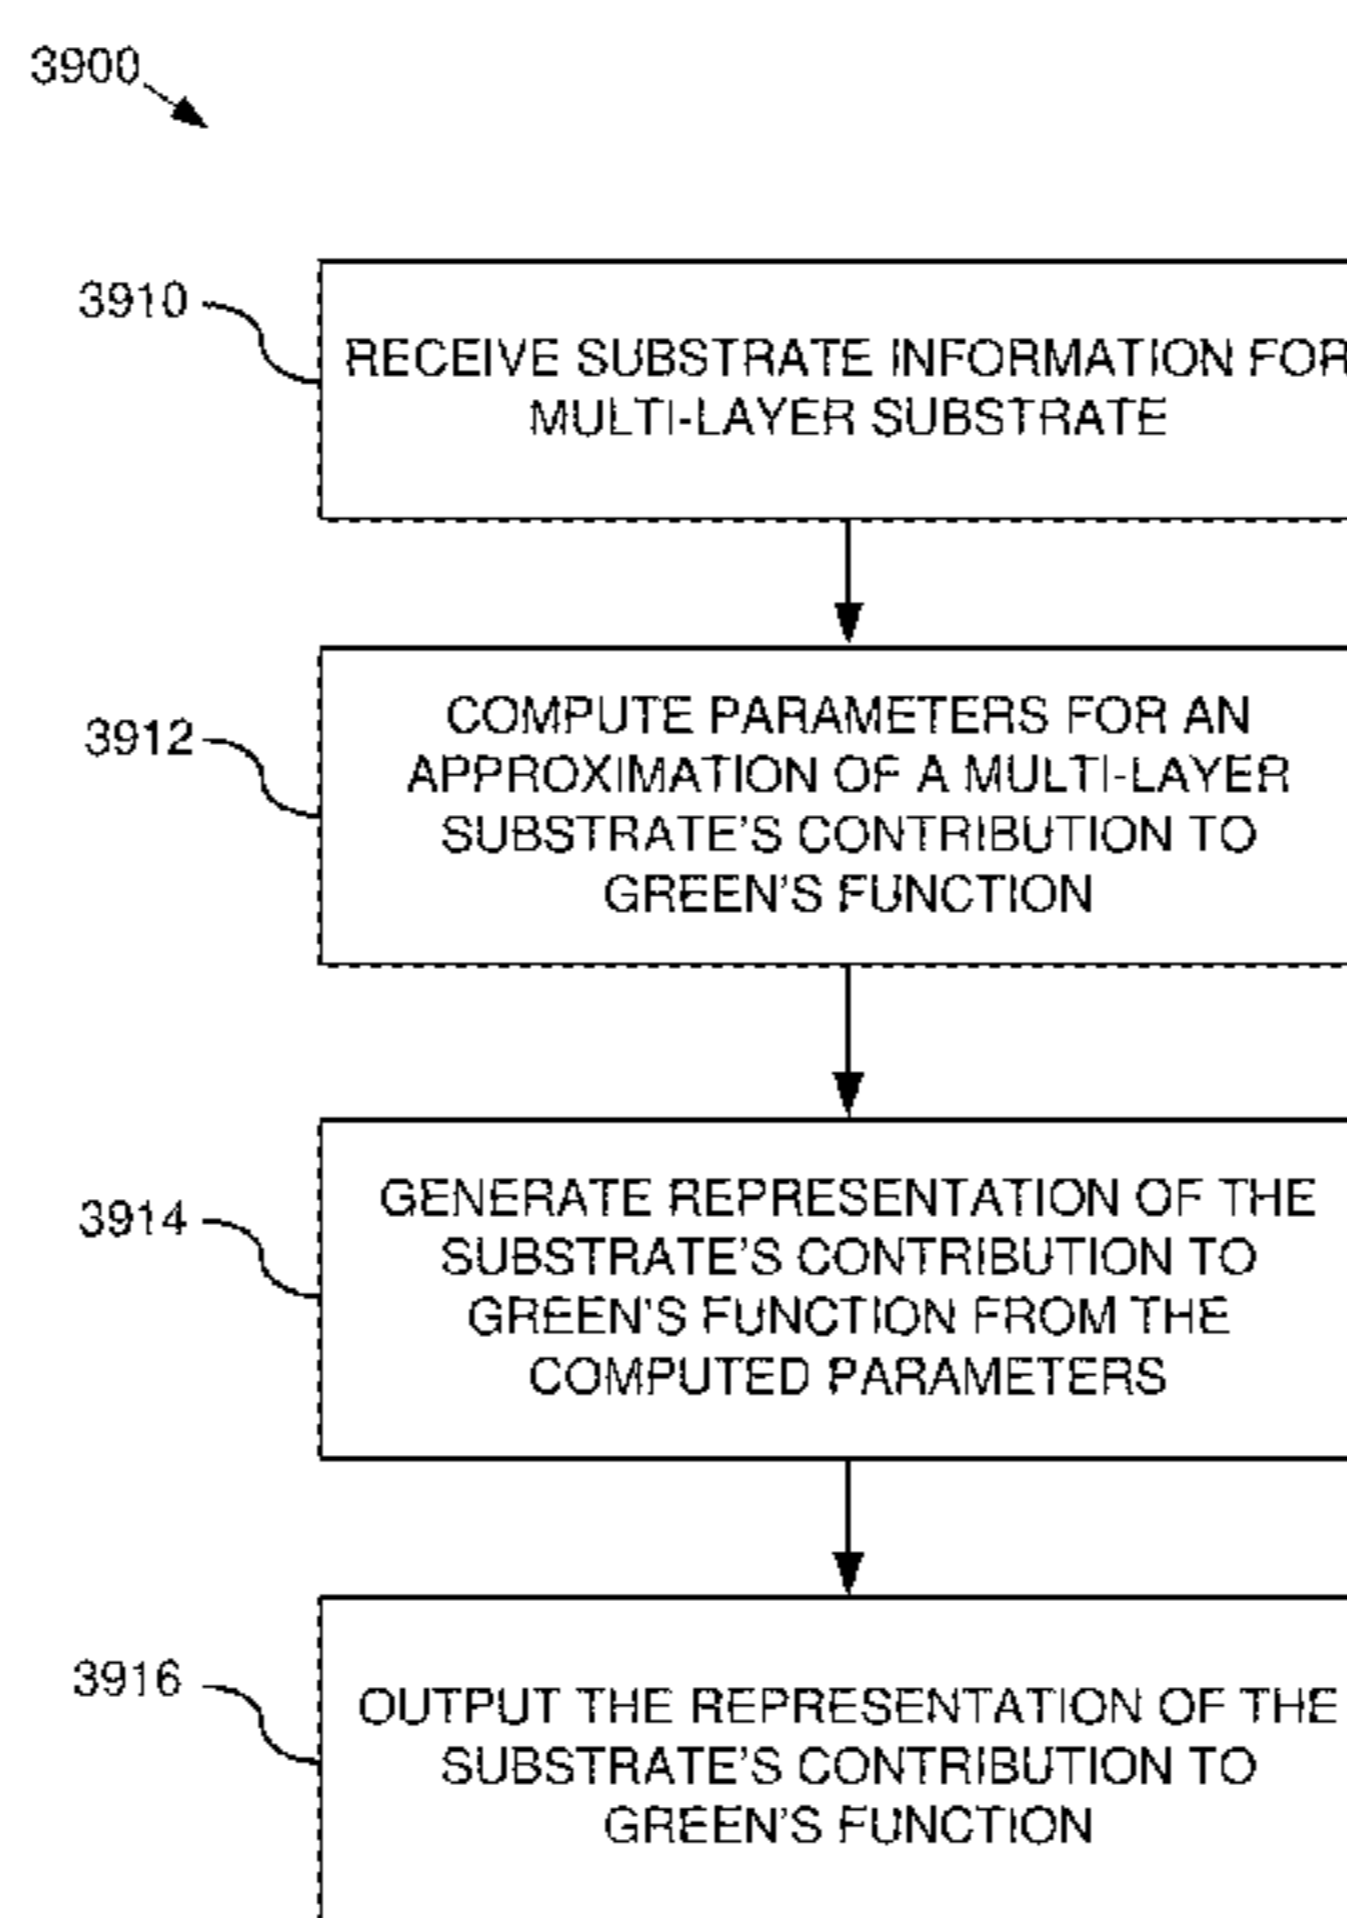 3900
3910
RECEIVE SUBSTRATE INFORMATION FOR
MULTI-LAYER SUBSTRATE
3912
COMPUTE PARAMETERS FOR AN
APPROXIMATION OF A MULTI-LAYER
SUBSTRATE'S CONTRIBUTION TO
GREEN'S FUNCTION
3914
GENERATE REPRESENTATION OF THE
SUBSTRATE'S CONTRIBUTION TO
GREEN'S FUNCTION FROM THE
COMPUTED PARAMETERS
3916
OUTPUT THE REPRESENTATION OF THE
SUBSTRATE'S CONTRIBUTION TO
GREEN'S FUNCTION